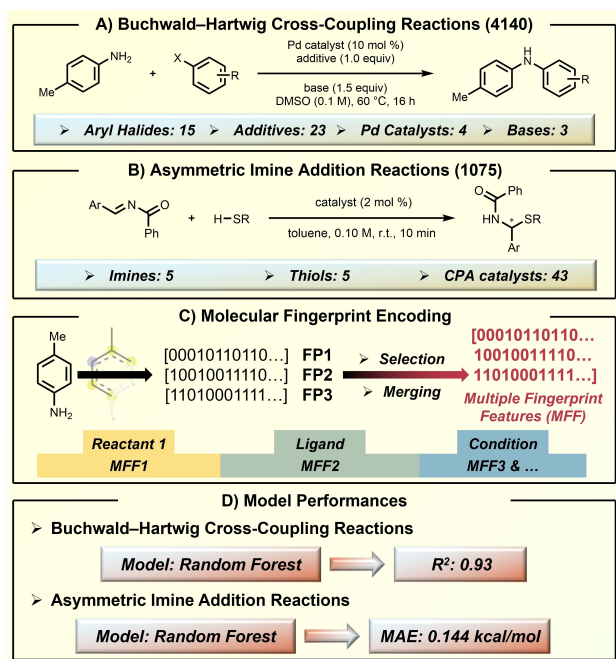 A) Buchwald–Hartwig Cross-Coupling Reactions (4140)
NH2
Me
+
X
R
Pd catalyst (10 mol %)
additive (1.0 equiv)
base (1.5 equiv)
DMSO (0.1 M), 60 °C, 16 h
H
N
Me
R
➢ Aryl Halides: 15 ➢ Additives: 23 ➢ Pd Catalysts: 4 ➢ Bases: 3
B) Asymmetric Imine Addition Reactions (1075)
Ar
N
O
Ph
+
H–SR
catalyst (2 mol %)
toluene, 0.10 M, r.t., 10 min
O
Ph
HN
*
SR
Ar
➢ Imines: 5 ➢ Thiols: 5 ➢ CPA catalysts: 43
C) Molecular Fingerprint Encoding
Me
NH2
[00010110110…] FP1
[10010011110…] FP2
[11010001111…] FP3
➢ Selection
➢ Merging
[00010110110…
10010011110…
11010001111…]
Multiple Fingerprint
Features (MFF)
Reactant 1
MFF1
Ligand
MFF2
Condition
MFF3 & …
D) Model Performances
➢ Buchwald–Hartwig Cross-Coupling Reactions
Model: Random Forest
R²: 0.93
➢ Asymmetric Imine Addition Reactions
Model: Random Forest
MAE: 0.144 kcal/mol